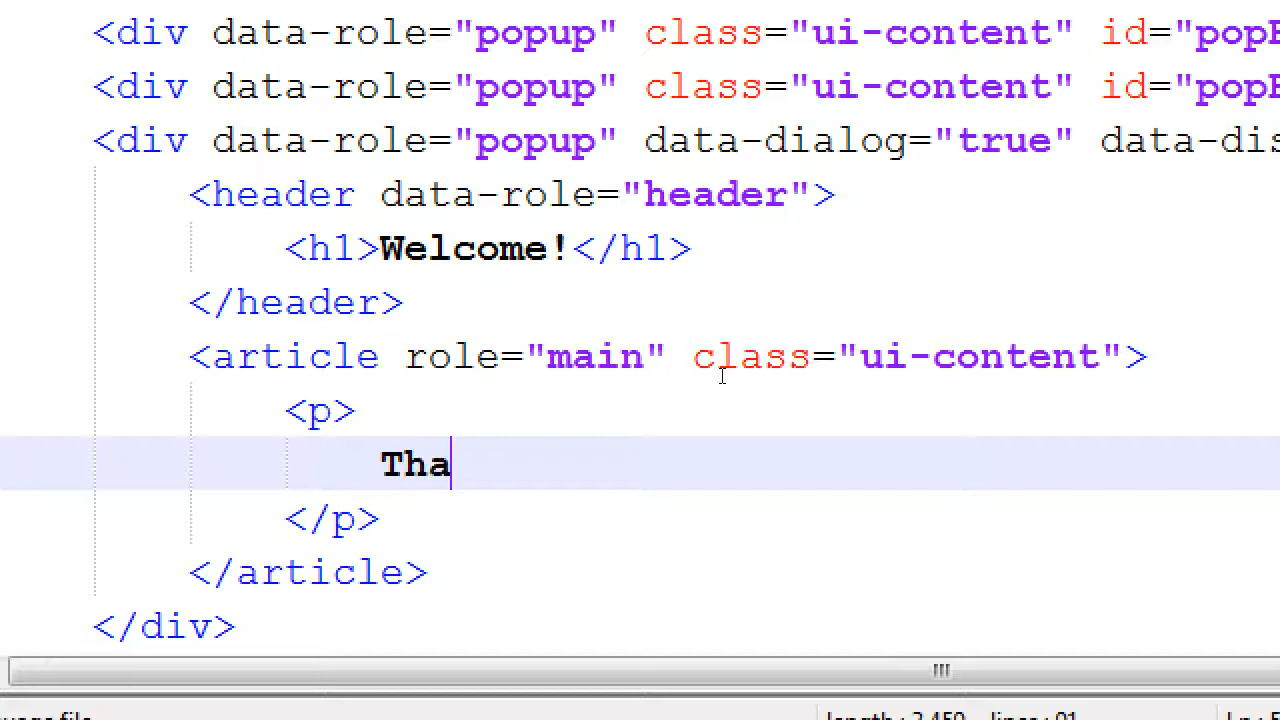 <div data-role="popup" class="ui-content" id="pop
<div data-role="popup" class="ui-content" id="pop
<div data-role="popup" data-dialog="true" data-dis
<header data-role="header">
<h1>Welcome!</h1>
</header>
<article role="main" class="ui-content">
<p>
Tha
</p>
</article>
</div>